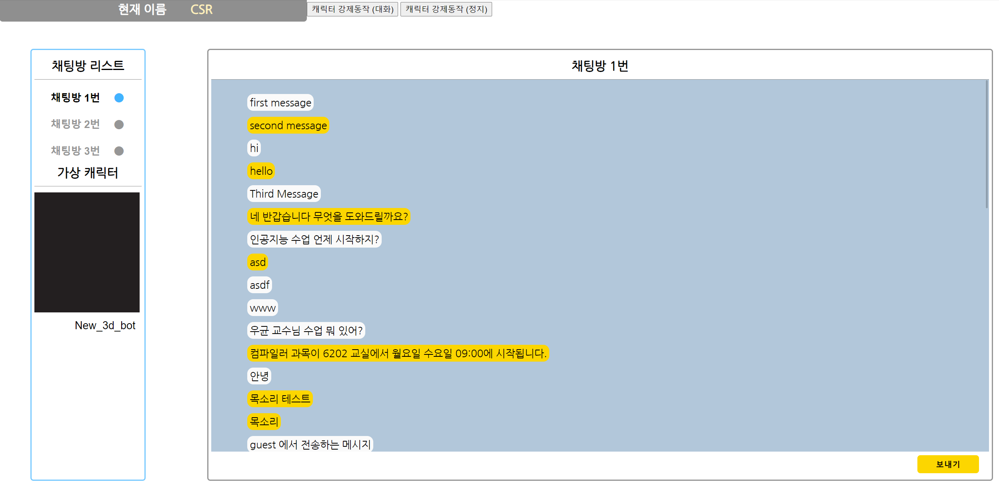 현재 이름 CSR 캐릭터 강제동작 (대화) 캐릭터 강제동작 (정지)
채팅방 리스트
채팅방 1번
채팅방 2번
채팅방 3번
가상 캐릭터
New_3d_bot
채팅방 1번
first message
second message
hi
hello
Third Message
네 반갑습니다 무엇을 도와드릴까요?
인공지능 수업 언제 시작하지?
asd
asdf
www
우균 교수님 수업 뭐 있어?
컴파일러 과목이 6202 교실에서 월요일 수요일 09:00에 시작됩니다.
안녕
목소리 테스트
목소리
guest 에서 전송하는 메시지
보내기